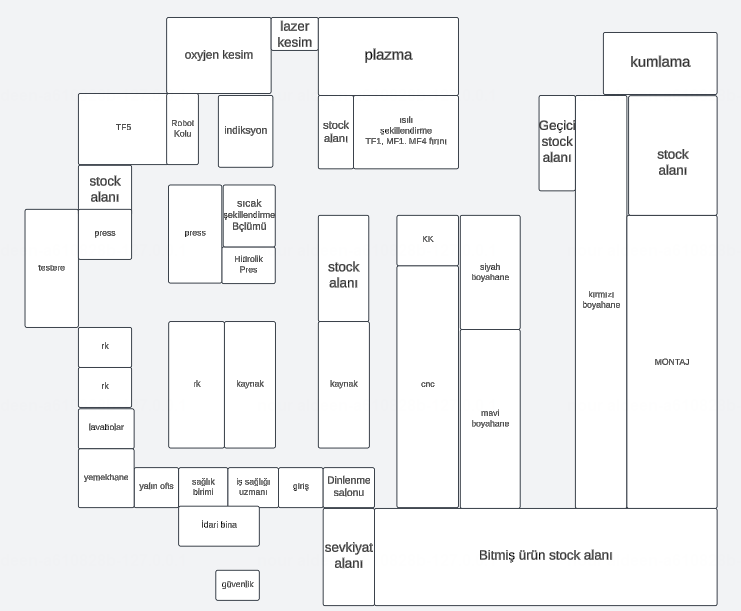 oxyjen kesim
lazer
kesim
plazma
kumlama
TF5
Robot
Kolu
indiksyon
stock
alanı
ısılı
şekillendirme
TF1, MF1. MF4 fırını
Geçici
stock
alanı
stock
alanı
stock
alanı
press
testere
press
sıcak
şekillendirme
Bçlümü
Hidrolik
Pres
stock
alanı
KK
siyah
boyahane
kırmızı
boyahane
rk
rk
rk
kaynak
kaynak
cnc
mavi
boyahane
MONTAJ
lavabolar
yemekhane
yalın ofis
sağlık
birimi
iş sağlığı
uzmanı
giriş
Dinlenme
salonu
İdari bina
sevkiyat
alanı
Bitmiş ürün stock alanı
güvenlik